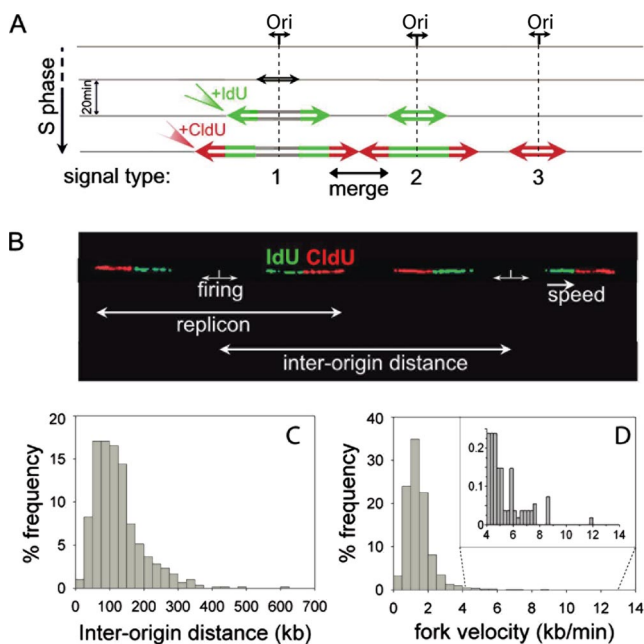 A
Ori Ori Ori
S phase
20min
+IdU
+CldU
signal type: 1 2 3
merge
B
IdU CldU
firing speed
replicon
inter-origin distance
C
20
15
10
5
0
% frequency
0 100 200 300 400 500 600 700
Inter-origin distance (kb)
D
40
30
20
10
0
% frequency
0.2
0.1
0
4 6 8 10 12 14
0 2 4 6 8 10 12 14
fork velocity (kb/min)